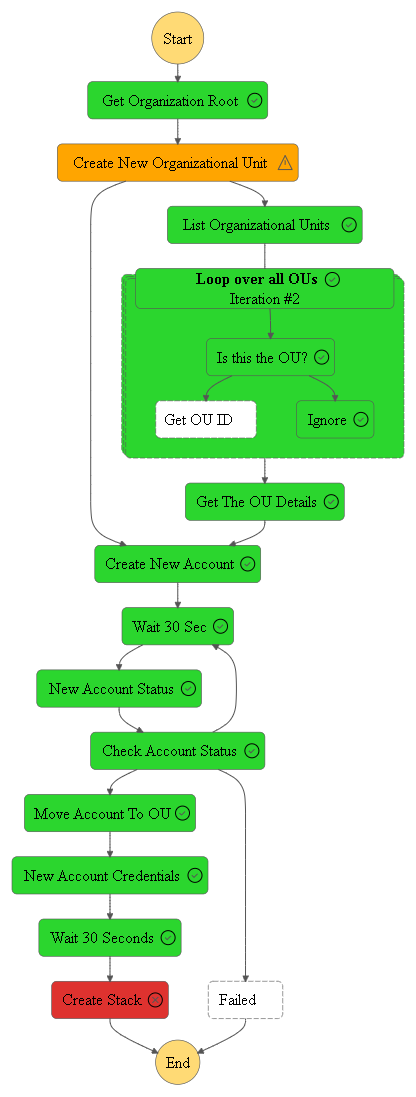 Start
Get Organization Root
Create New Organizational Unit
List Organizational Units
Loop over all OUs
Iteration #2
Is this the OU?
Get OU ID
Ignore
Get The OU Details
Create New Account
Wait 30 Sec
New Account Status
Check Account Status
Move Account To OU
New Account Credentials
Wait 30 Seconds
Create Stack
Failed
End